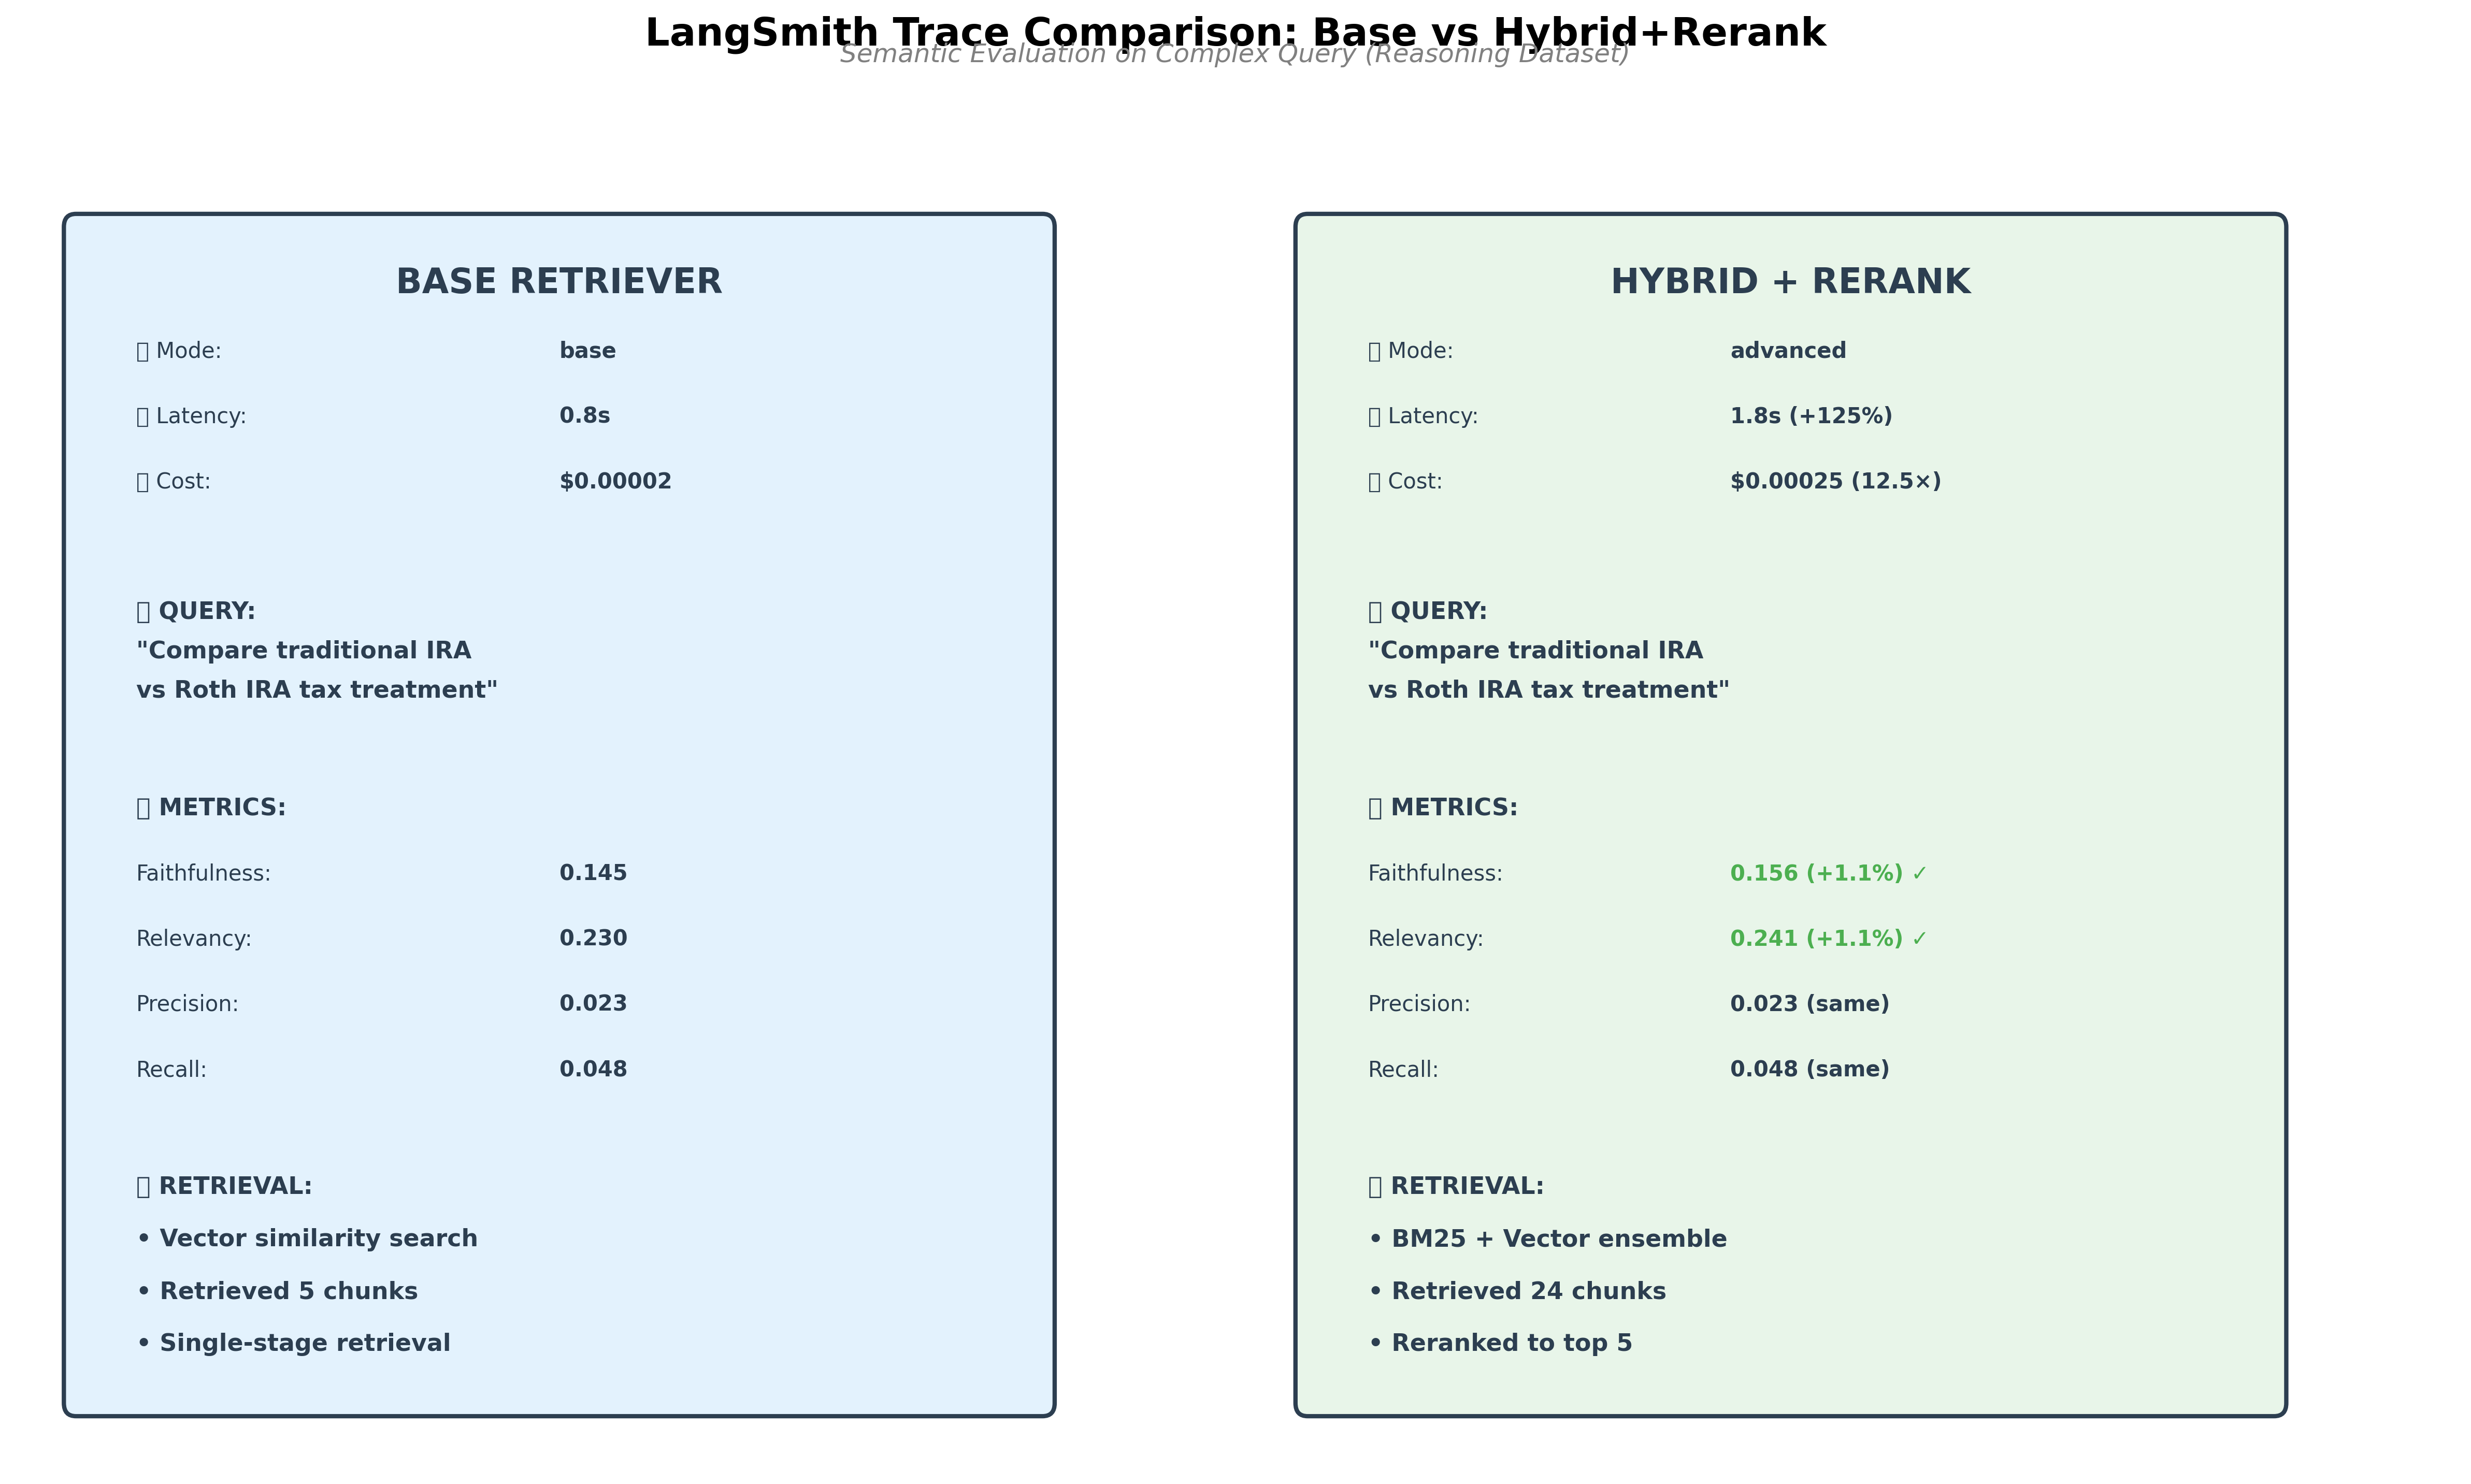 LangSmith Trace Comparison: Base vs Hybrid+Rerank
Semantic Evaluation on Complex Query (Reasoning Dataset)
BASE RETRIEVER
▯ Mode: base
▯ Latency: 0.8s
▯ Cost: $0.00002
▯ QUERY:
"Compare traditional IRA
vs Roth IRA tax treatment"
▯ METRICS:
Faithfulness: 0.145
Relevancy: 0.230
Precision: 0.023
Recall: 0.048
▯ RETRIEVAL:
• Vector similarity search
• Retrieved 5 chunks
• Single-stage retrieval
HYBRID + RERANK
▯ Mode: advanced
▯ Latency: 1.8s (+125%)
▯ Cost: $0.00025 (12.5×)
▯ QUERY:
"Compare traditional IRA
vs Roth IRA tax treatment"
▯ METRICS:
Faithfulness: 0.156 (+1.1%) ✓
Relevancy: 0.241 (+1.1%) ✓
Precision: 0.023 (same)
Recall: 0.048 (same)
▯ RETRIEVAL:
• BM25 + Vector ensemble
• Retrieved 24 chunks
• Reranked to top 5